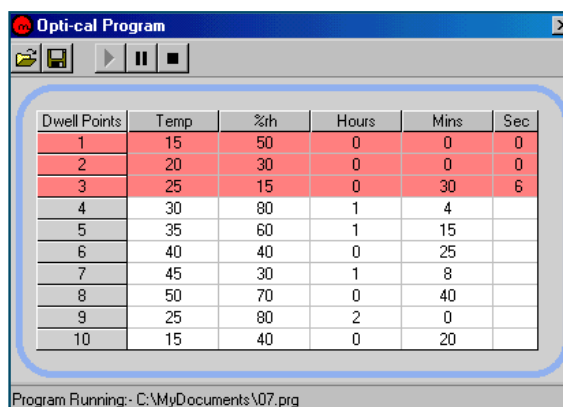 Opti-cal Program
Dwell Points Temp %rh Hours Mins Sec
1 15 50 0 0 0
2 20 30 0 0 0
3 25 15 0 30 6
4 30 80 1 4
5 35 60 1 15
6 40 40 0 25
7 45 30 1 8
8 50 70 0 40
9 25 80 2 0
10 15 40 0 20
Program Running:- C:\MyDocuments\07.prg